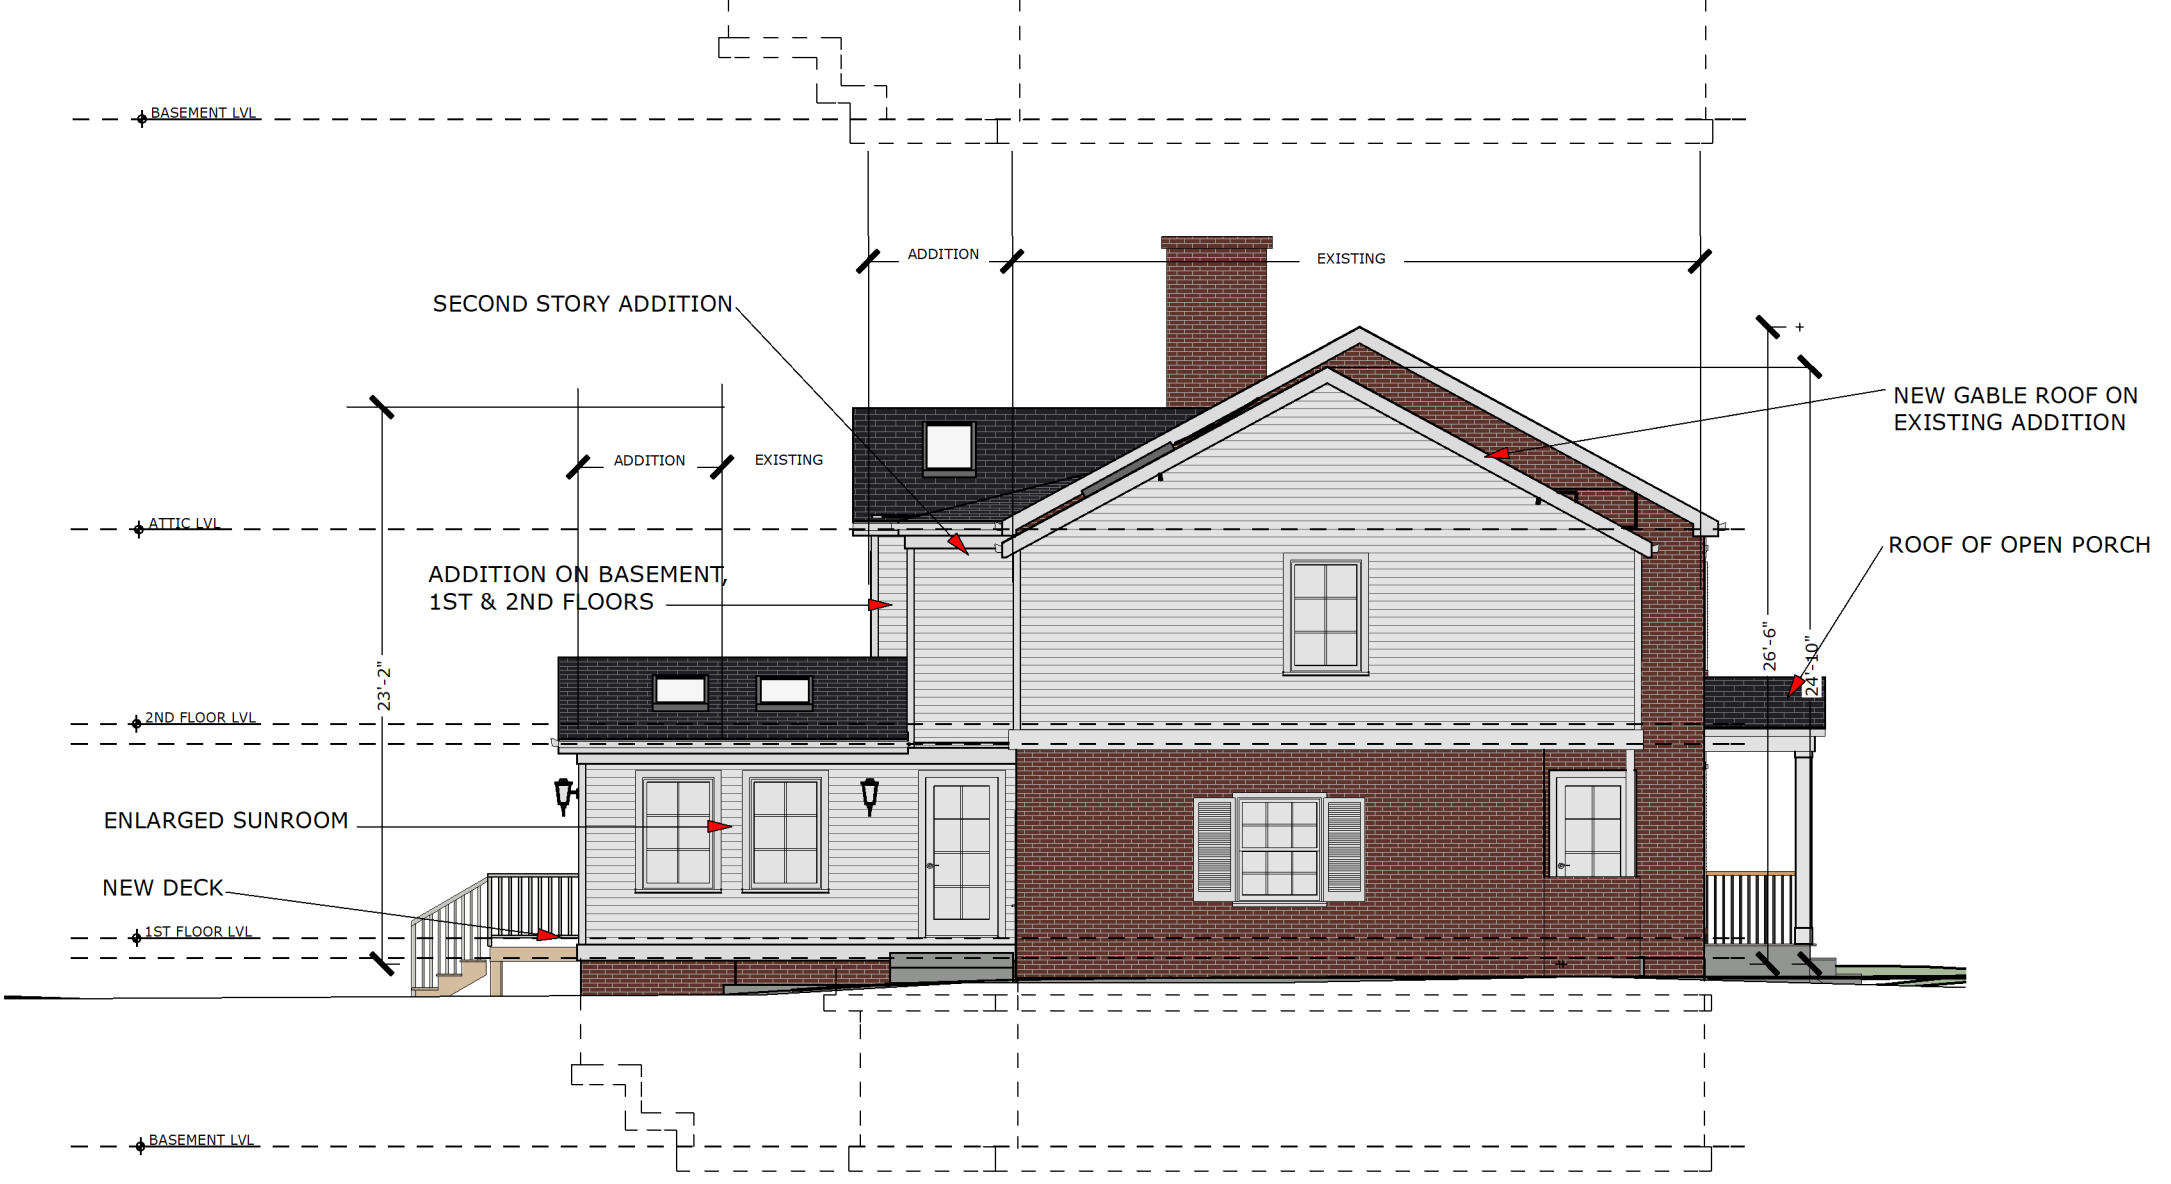 BASEMENT LVL
ADDITION
EXISTING
SECOND STORY ADDITION
NEW GABLE ROOF ON
EXISTING ADDITION
ADDITION
EXISTING
ATTIC LVL
ROOF OF OPEN PORCH
ADDITION ON BASEMENT,
1ST & 2ND FLOORS
23'-2"
26'-6"
24'-10"
2ND FLOOR LVL
ENLARGED SUNROOM
NEW DECK
1ST FLOOR LVL
BASEMENT LVL